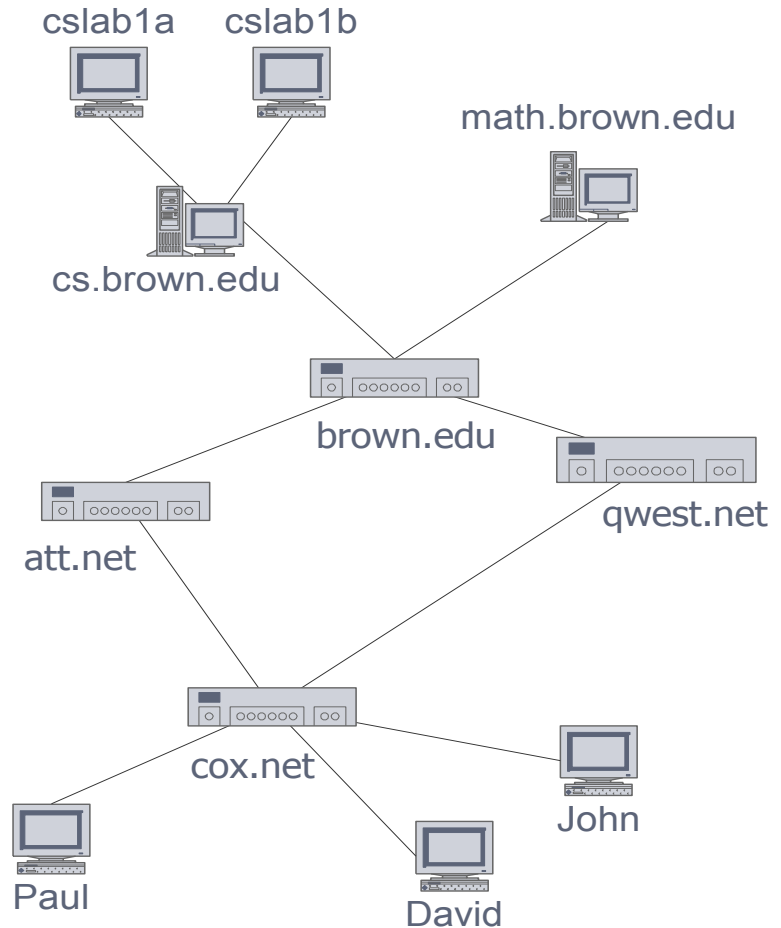 cslab1a
cslab1b
math.brown.edu
cs.brown.edu
brown.edu
qwest.net
att.net
cox.net
John
Paul
David